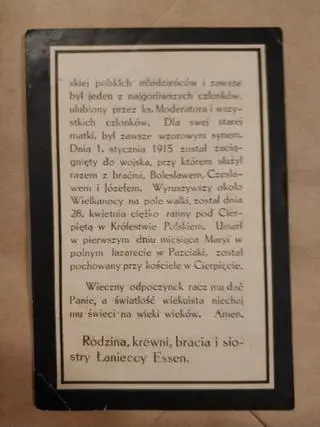 skiej polskich młodzieńców i zawsze
był jeden z najgorliwszych członków,
ulubiony przez ks. Moderatora i wszy-
stkich członków. Dla swej starej
matki, był zawsze wzorowym synem.
Dnia 1. stycznia 1915 został zacią-
gnięty do wojska, przy którem służył
razem z braćmi, Bolesławem, Czesła-
wem i Józefem. Wyruszywszy około
Wielkanocy na pole walki, został dnia
28. kwietnia ciężko ranny pod Cier-
piętą w Królestwie Polskiem. Umarł
w pierwszym dniu miesiąca Maryi w
polnym lazarecie w Pazciaki, został
pochowany przy kościele w Cierpięcie.
Wieczny odpoczynek racz mu dać
Panie, a światłość wiekuista niechej
mu świeci na wieki wieków. Amen.
Rodzina, krewni, bracia i sio-
stry Łanieccy Essen.